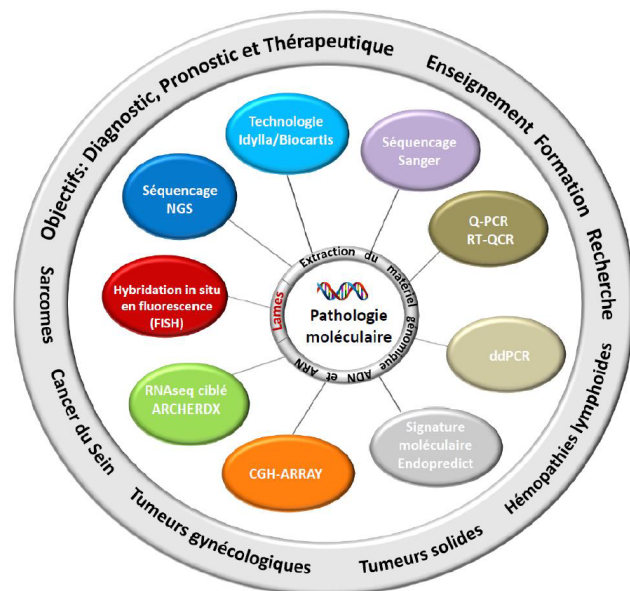 Objectifs: Diagnostic, Pronostic et Thérapeutique
Enseignement Formation Recherche
Technologie
Idylla/Biocartis
Séquencage
Sanger
Séquencage
NGS
Q-PCR
RT-QCR
Hybridation in situ
en fluorescence
(FISH)
Lames
Extraction du matériel génomique ADN et ARN
Pathologie
moléculaire
ddPCR
RNAseq ciblé
ARCHERDX
Signature
moléculaire
Endopredict
CGH-ARRAY
Sarcomes
Cancer du Sein
Tumeurs gynécologiques
Tumeurs solides
Hémopathies lymphoides